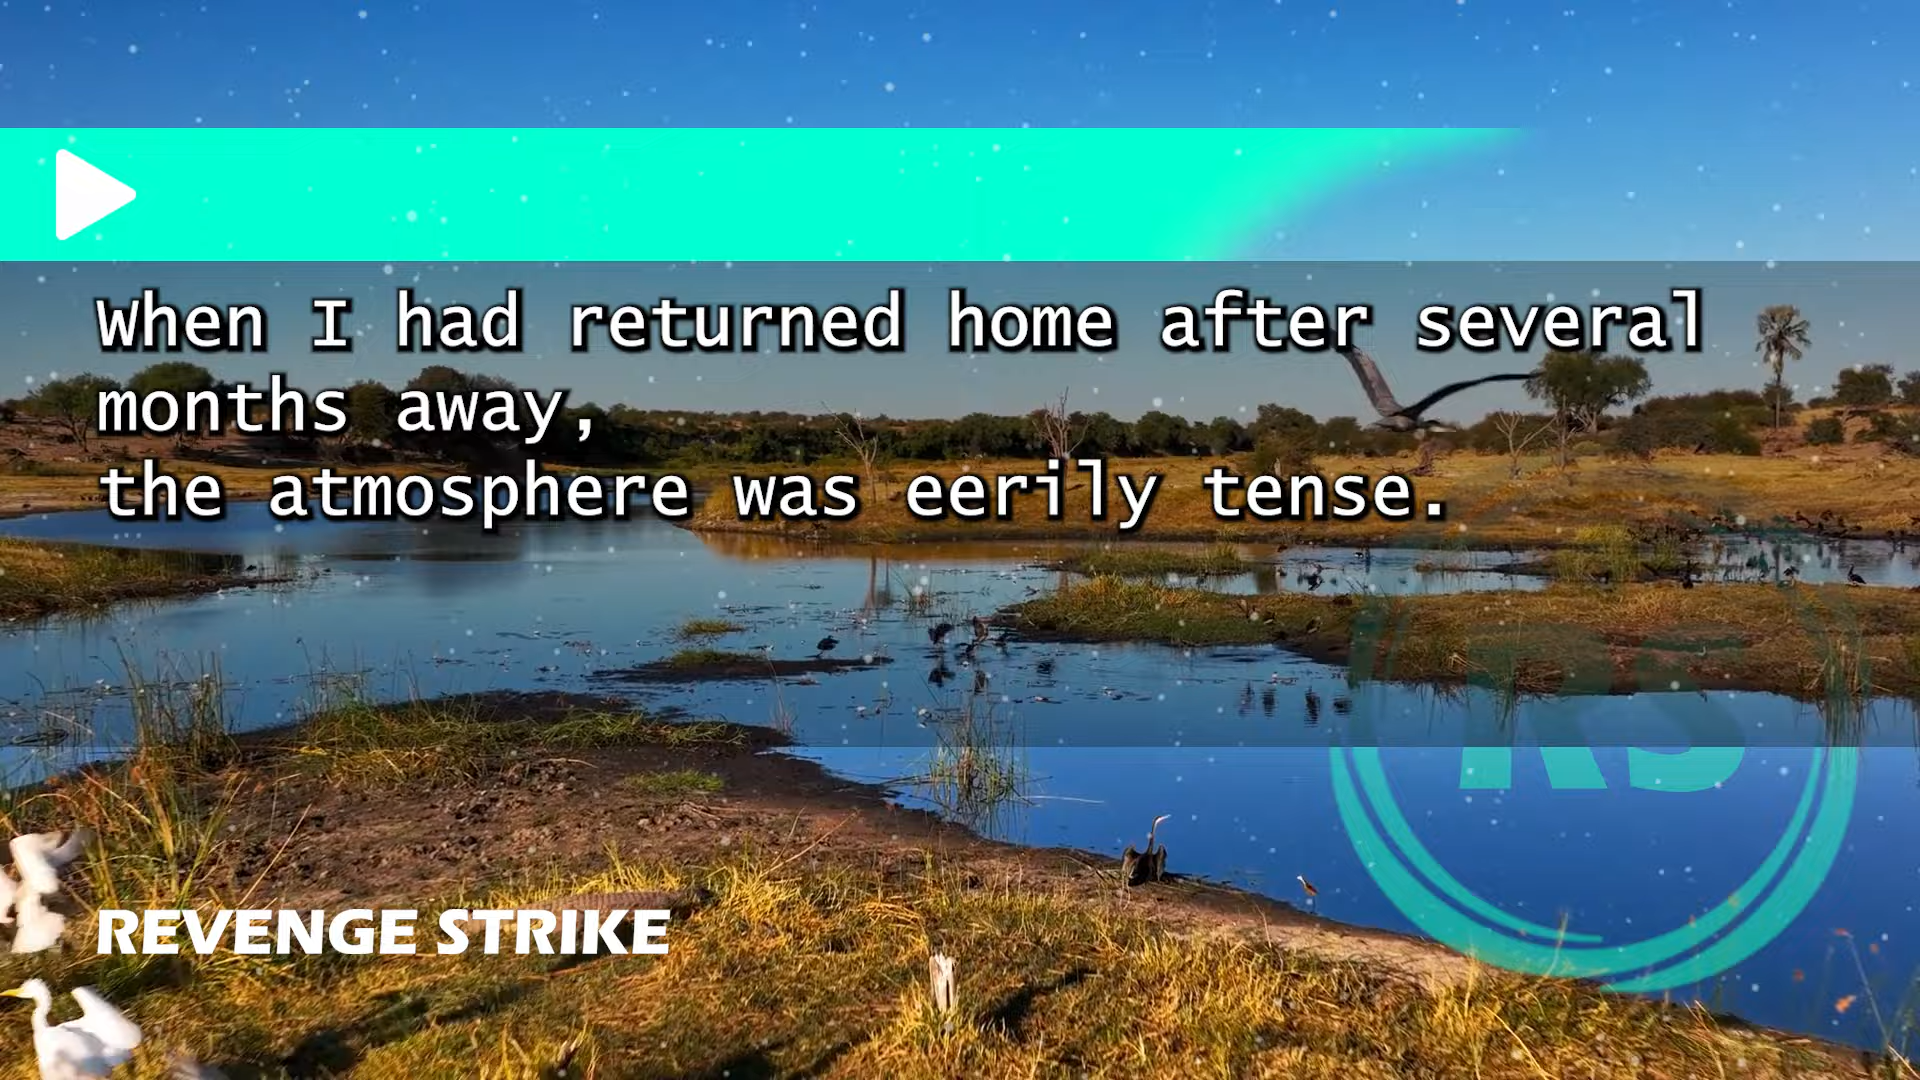 When I had returned home after several
months away,
the atmosphere was eerily tense.
RS
REVENGE STRIKE